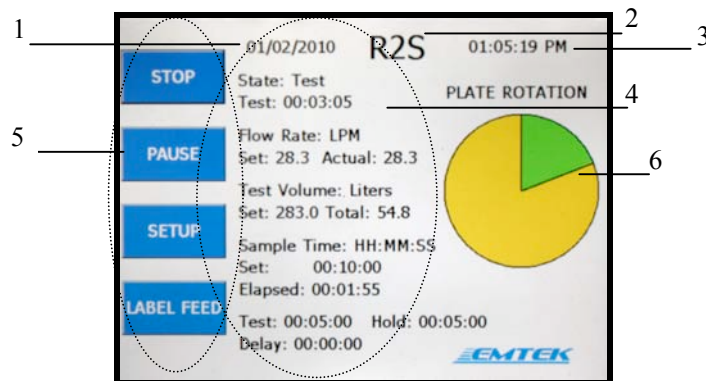 1
2
3
01/02/2010 R2S 01:05:19 PM
STOP
State: Test
Test: 00:03:05
PLATE ROTATION
4
5
PAUSE
Flow Rate: LPM
Set: 28.3 Actual: 28.3
6
Test Volume: Liters
Set: 283.0 Total: 54.8
SETUP
Sample Time: HH:MM:SS
Set: 00:10:00
Elapsed: 00:01:55
LABEL FEED
Test: 00:05:00 Hold: 00:05:00
Delay: 00:00:00
EMTEK